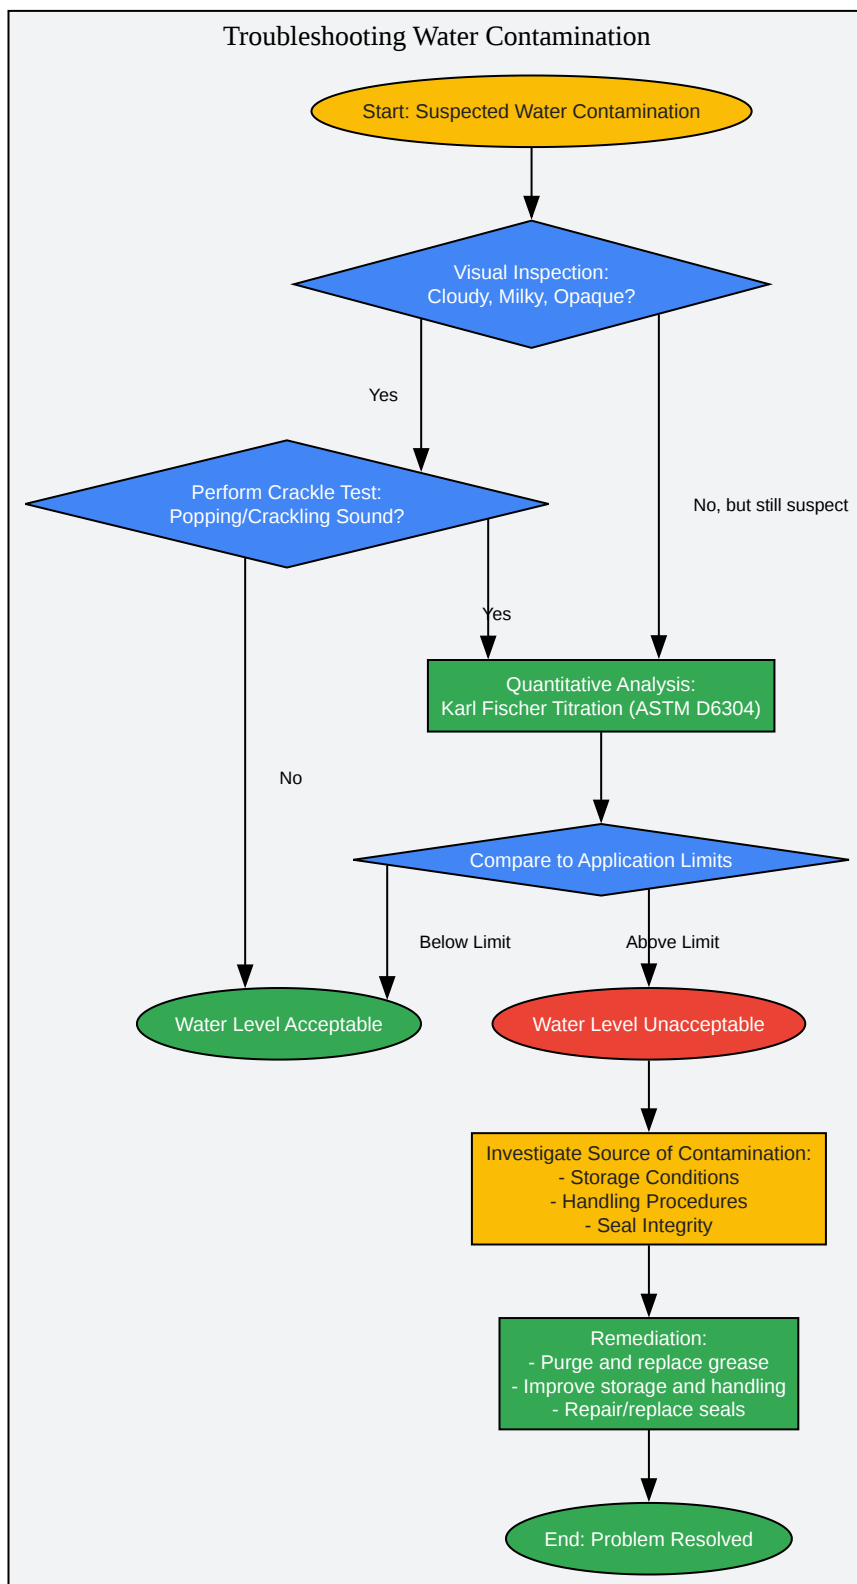 Troubleshooting Water Contamination
Start: Suspected Water Contamination
Visual Inspection:
Cloudy, Milky, Opaque?
Yes
Perform Crackle Test:
Popping/Crackling Sound?
No, but still suspect
Yes
Quantitative Analysis:
Karl Fischer Titration (ASTM D6304)
No
Compare to Application Limits
Below Limit
Above Limit
Water Level Acceptable
Water Level Unacceptable
Investigate Source of Contamination:
- Storage Conditions
- Handling Procedures
- Seal Integrity
Remediation:
- Purge and replace grease
- Improve storage and handling
- Repair/replace seals
End: Problem Resolved